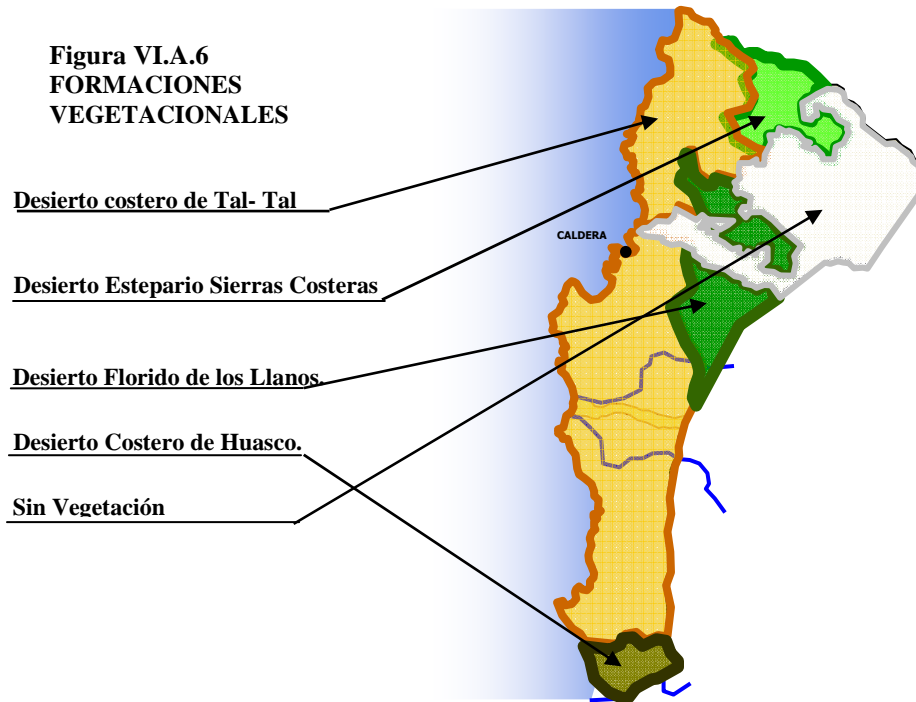 Figura VI.A.6
FORMACIONES
VEGETACIONALES
Desierto costero de Tal- Tal
CALDERA
Desierto Estepario Sierras Costeras
Desierto Florido de los Llanos.
Desierto Costero de Huasco.
Sin Vegetación